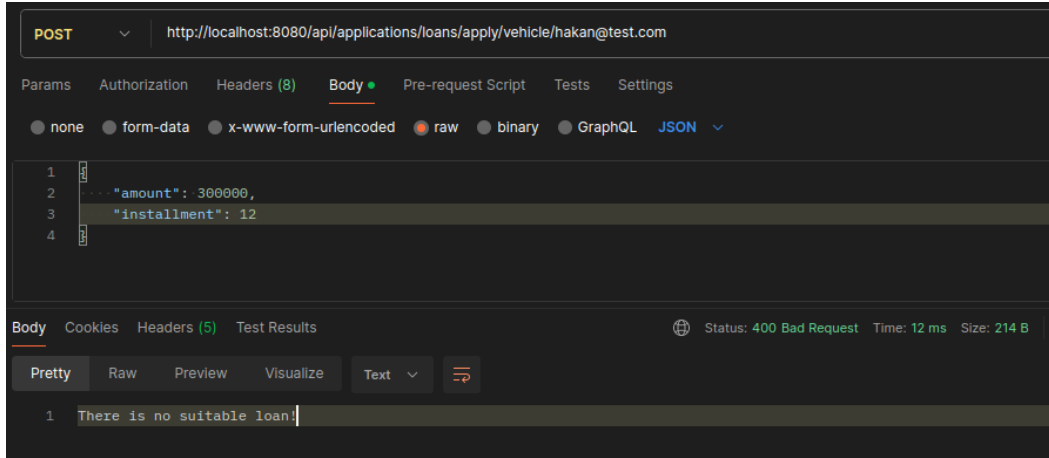 POST http://localhost:8080/api/applications/loans/apply/vehicle/hakan@test.com
Params Authorization Headers (8) Body Pre-request Script Tests Settings
none form-data x-www-form-urlencoded raw binary GraphQL JSON
1 {
2 "amount": 300000,
3 "installment": 12
4 }
Body Cookies Headers (5) Test Results Status: 400 Bad Request Time: 12 ms Size: 214 B
Pretty Raw Preview Visualize Text
1 There is no suitable loan!